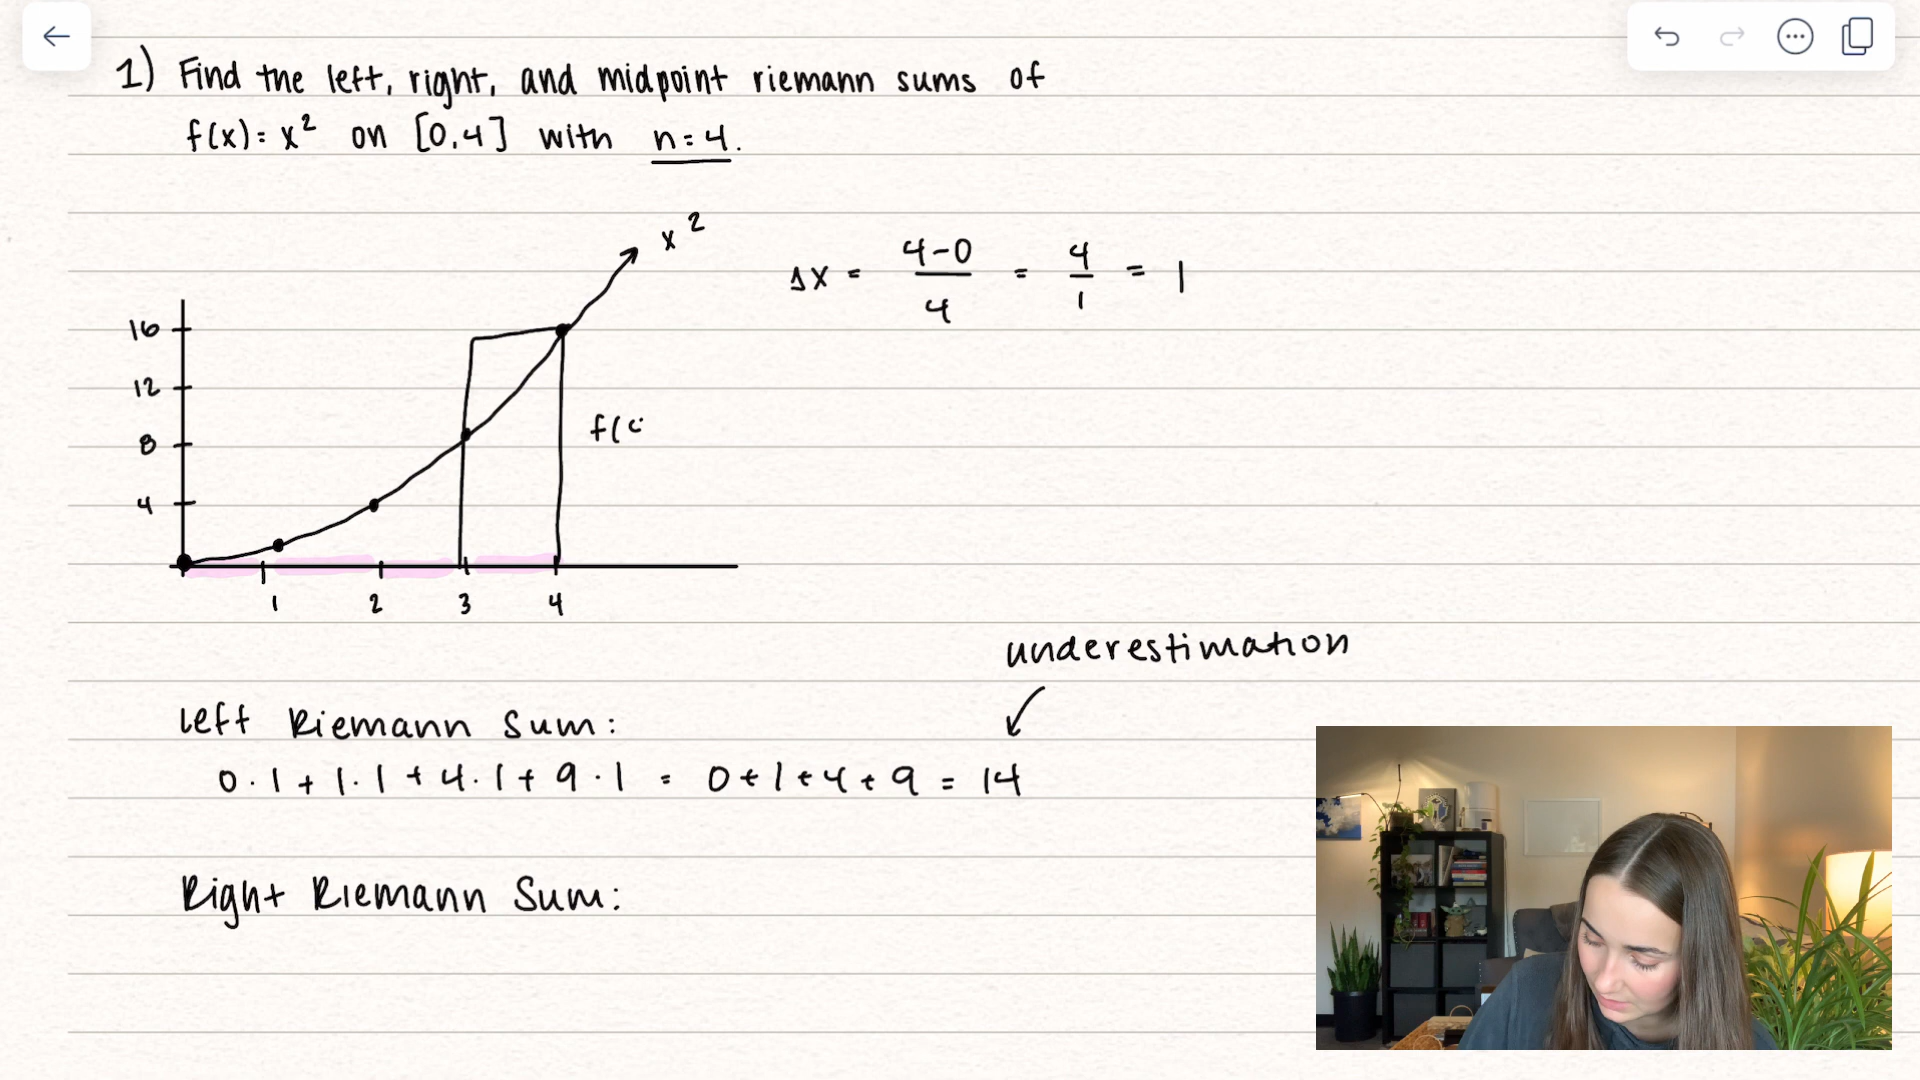 1) Find the left, right, and midpoint riemann sums of
f(x) = x² on [0,4] with n=4.
x²
Δx = 4-0/4 = 4/1 = 1
16
12
8
4
f(
1 2 3 4
underestimation
Left Riemann Sum:
0·1 + 1·1 + 4·1 + 9·1 = 0+1+4+9 = 14
Right Riemann Sum: